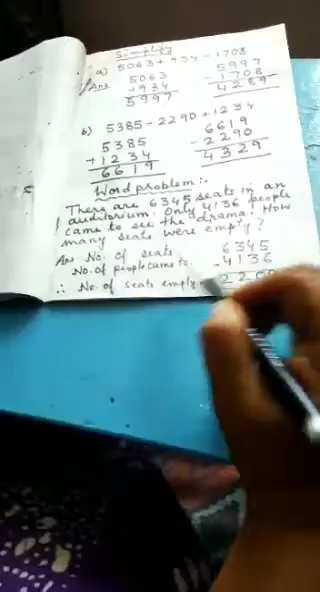 Simplify
a) 5063 + 934 - 1708
Ans 5063 5997
+ 934 - 1708
5997 4289
b) 5385 - 2290 + 1234
5385 6619
+ 1234 - 2290
6619 4329
Word problem:-
There are 6345 seats in an
auditorium. Only 4136 people
came to see the drama. How
many seats were empty?
Ans No. of seats 6345
No. of people came to - 4136
∴ No. of seats empty 220